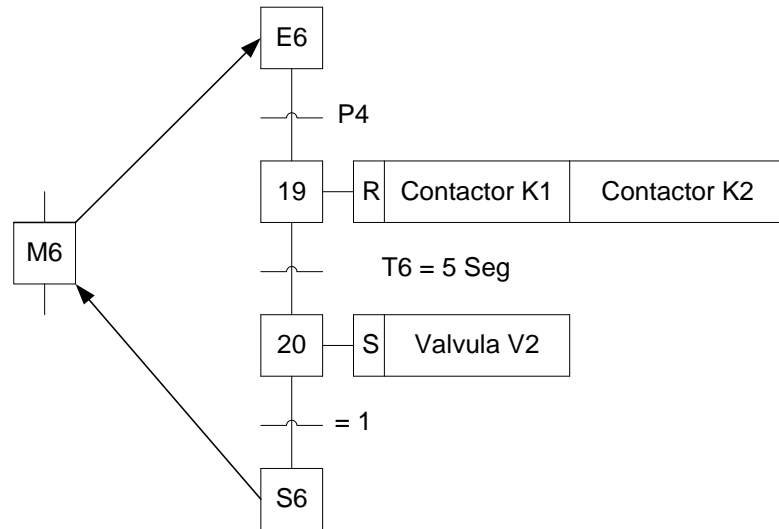 E6
P4
19 R Contactor K1 Contactor K2
M6
T6 = 5 Seg
20 S Valvula V2
= 1
S6